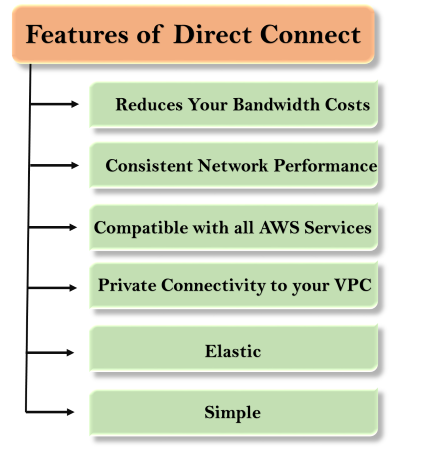 Features of Direct Connect
Reduces Your Bandwidth Costs
Consistent Network Performance
Compatible with all AWS Services
Private Connectivity to your VPC
Elastic
Simple